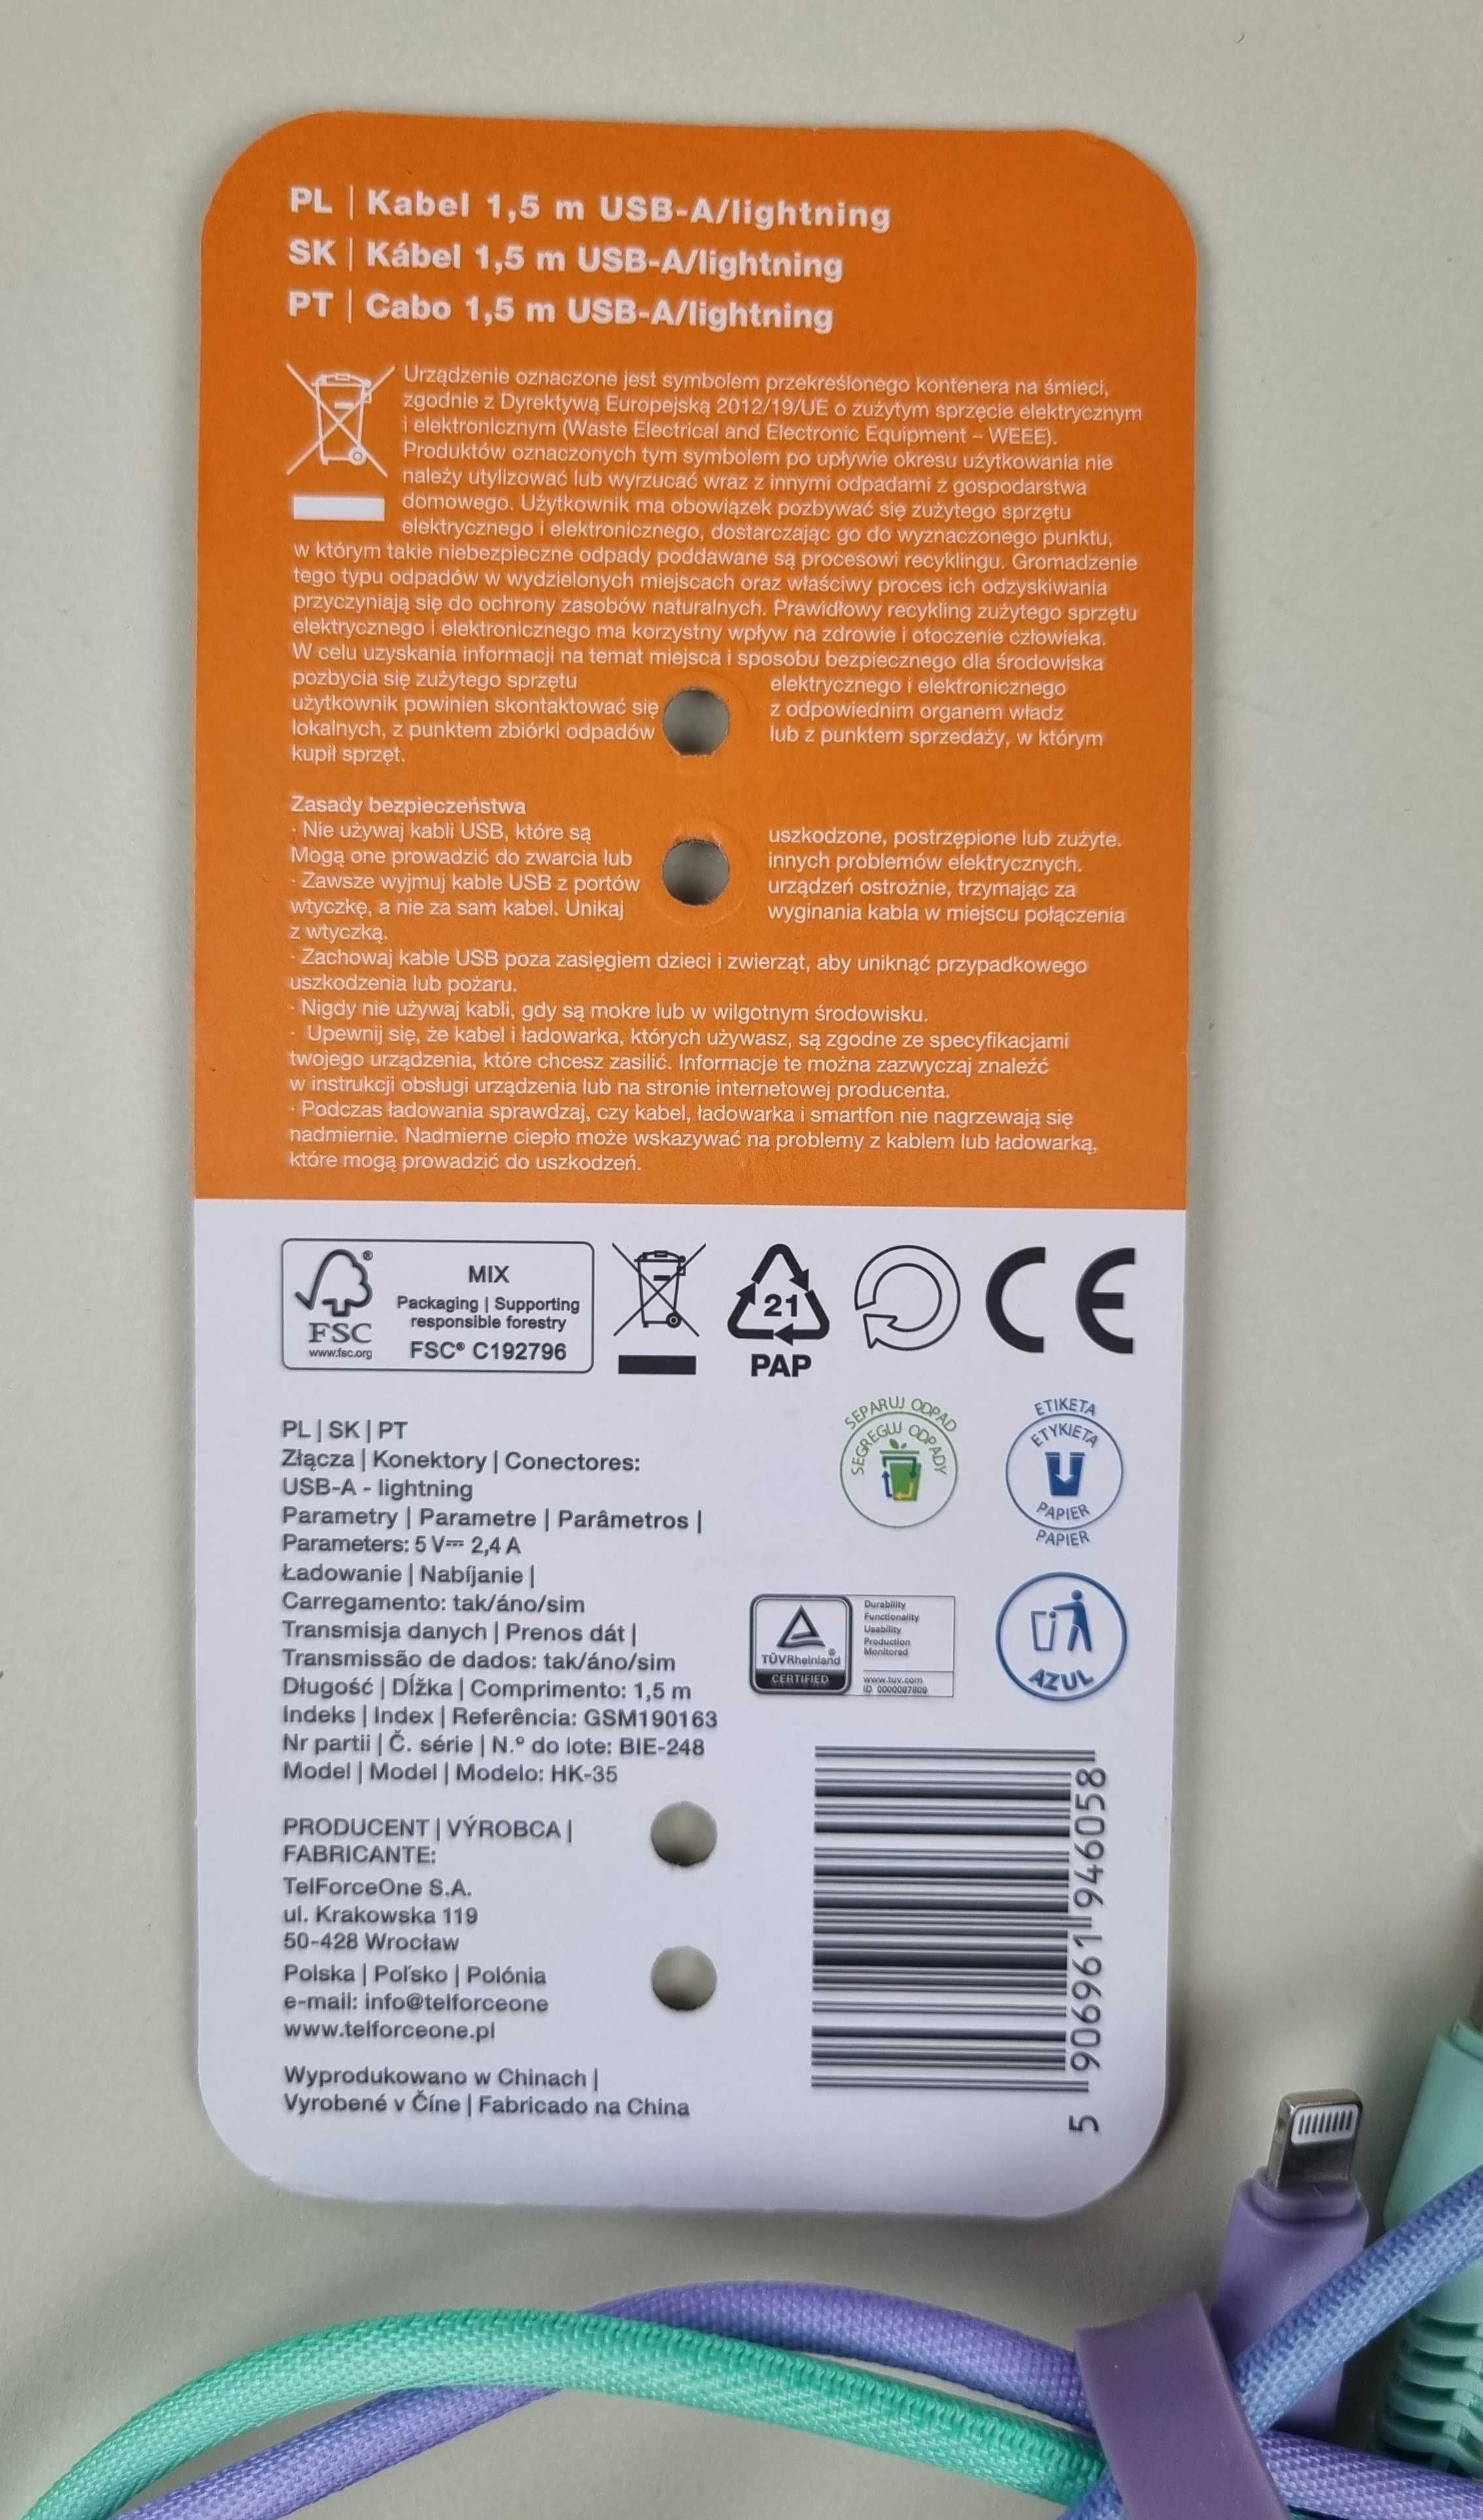 PL | Kabel 1,5 m USB-A/lightning
SK | Kábel 1,5 m USB-A/lightning
PT | Cabo 1,5 m USB-A/lightning
Urządzenie oznaczone jest symbolem przekreślonego kontenera na śmieci,
zgodnie z Dyrektywą Europejską 2012/19/UE o zużytym sprzęcie elektrycznym
i elektronicznym (Waste Electrical and Electronic Equipment – WEEE).
Produktów oznaczonych tym symbolem po upływie okresu użytkowania nie
należy utylizować lub wyrzucać wraz z innymi odpadami z gospodarstwa
domowego. Użytkownik ma obowiązek pozbywać się zużytego sprzętu
elektrycznego i elektronicznego, dostarczając go do wyznaczonego punktu,
w którym takie niebezpieczne odpady poddawane są procesowi recyklingu. Gromadzenie
tego typu odpadów w wydzielonych miejscach oraz właściwy proces ich odzyskiwania
przyczyniają się do ochrony zasobów naturalnych. Prawidłowy recykling zużytego sprzętu
elektrycznego i elektronicznego ma korzystny wpływ na zdrowie i otoczenie człowieka.
W celu uzyskania informacji na temat miejsca i sposobu bezpiecznego dla środowiska
pozbycia się zużytego sprzętu elektrycznego i elektronicznego
użytkownik powinien skontaktować się z odpowiednim organem władz
lokalnych, z punktem zbiórki odpadów lub z punktem sprzedaży, w którym
kupił sprzęt.
Zasady bezpieczeństwa
· Nie używaj kabli USB, które są uszkodzone, postrzępione lub zużyte.
Mogą one prowadzić do zwarcia lub innych problemów elektrycznych.
· Zawsze wyjmuj kable USB z portów urządzeń ostrożnie, trzymając za
wtyczkę, a nie za sam kabel. Unikaj wyginania kabla w miejscu połączenia
z wtyczką.
· Zachowaj kable USB poza zasięgiem dzieci i zwierząt, aby uniknąć przypadkowego
uszkodzenia lub pożaru.
· Nigdy nie używaj kabli, gdy są mokre lub w wilgotnym środowisku.
· Upewnij się, że kabel i ładowarka, których używasz, są zgodne ze specyfikacjami
twojego urządzenia, które chcesz zasilić. Informacje te można zazwyczaj znaleźć
w instrukcji obsługi urządzenia lub na stronie internetowej producenta.
· Podczas ładowania sprawdzaj, czy kabel, ładowarka i smartfon nie nagrzewają się
nadmiernie. Nadmierne ciepło może wskazywać na problemy z kablem lub ładowarką,
które mogą prowadzić do uszkodzeń.
FSC
www.fsc.org
MIX
Packaging | Supporting
responsible forestry
FSC® C192796
21
PAP
CE
SEPARUJ ODPAD
SEGREGUJ ODPADY
ETIKETA
ETYKIETA
PAPIER
PAPIER
PL | SK | PT
Złącza | Konektory | Conectores:
USB-A - lightning
Parametry | Parametre | Parâmetros |
Parameters: 5 V⎓ 2,4 A
Ładowanie | Nabíjanie |
Carregamento: tak/áno/sim
Transmisja danych | Prenos dát |
Transmissão de dados: tak/áno/sim
Długość | Dĺžka | Comprimento: 1,5 m
Indeks | Index | Referência: GSM190163
Nr partii | Č. série | N.º do lote: BIE-248
Model | Model | Modelo: HK-35
TÜVRheinland®
CERTIFIED
Durability
Functionality
Usability
Production
Monitored
www.tuv.com
ID 0000087809
AZUL
PRODUCENT | VÝROBCA |
FABRICANTE:
TelForceOne S.A.
ul. Krakowska 119
50-428 Wrocław
Polska | Poľsko | Polónia
e-mail: info@telforceone
www.telforceone.pl
Wyprodukowano w Chinach |
Vyrobené v Číne | Fabricado na China
5 906961 946058